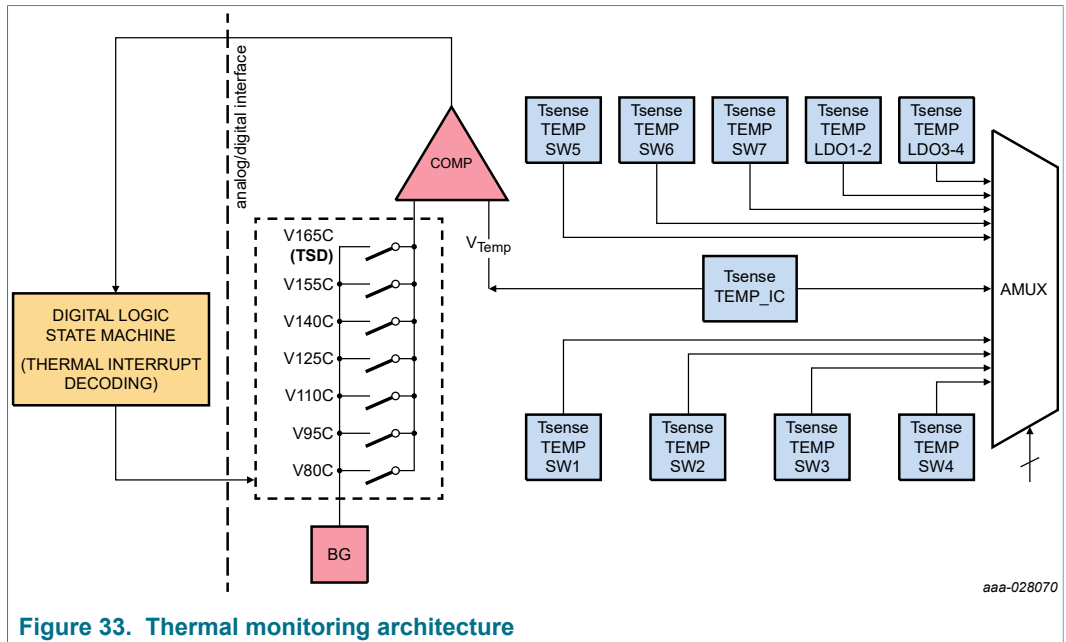 analog/digital interface
COMP
Tsense
TEMP
SW5
Tsense
TEMP
SW6
Tsense
TEMP
SW7
Tsense
TEMP
LDO1-2
Tsense
TEMP
LDO3-4
V165C
(TSD)
V155C
V140C
V125C
V110C
V95C
V80C
VTemp
Tsense
TEMP_IC
AMUX
DIGITAL LOGIC
STATE MACHINE
(THERMAL INTERRUPT
DECODING)
Tsense
TEMP
SW1
Tsense
TEMP
SW2
Tsense
TEMP
SW3
Tsense
TEMP
SW4
BG
aaa-028070
Figure 33. Thermal monitoring architecture